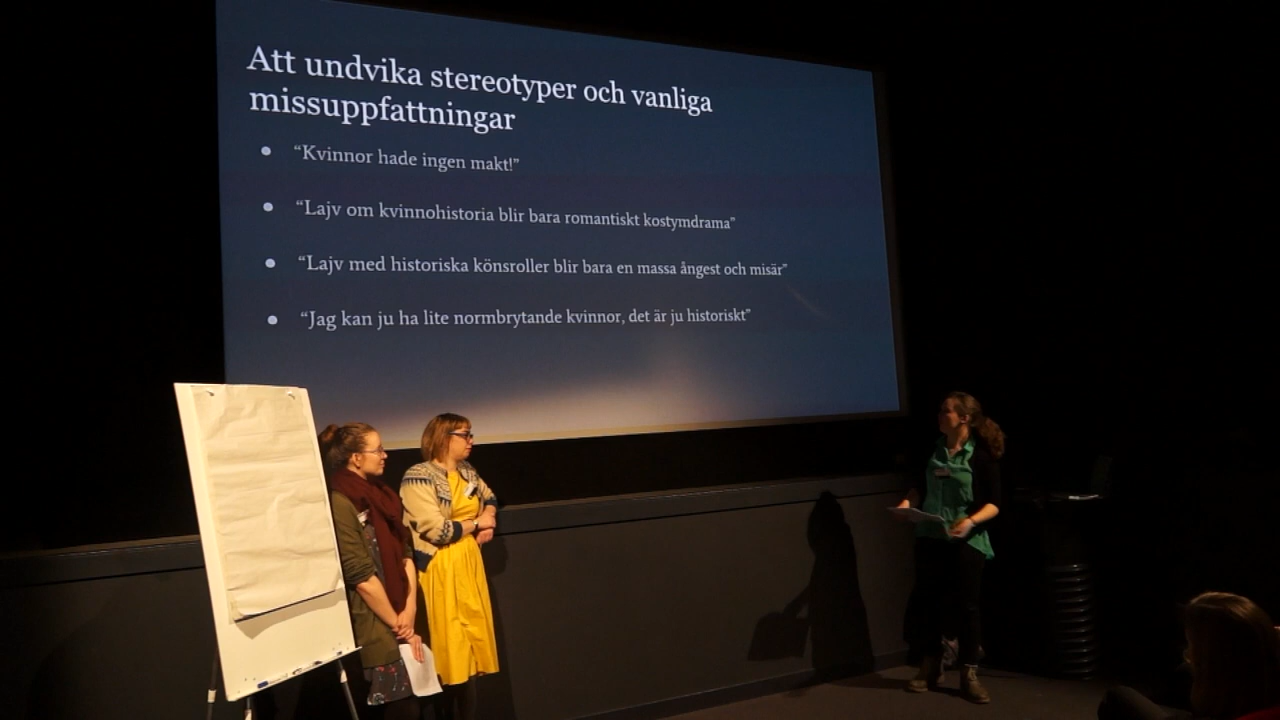 Att undvika stereotyper och vanliga
missuppfattningar
● “Kvinnor hade ingen makt!”
● “Lajv om kvinnohistoria blir bara romantiskt kostymdrama”
● “Lajv med historiska könsroller blir bara en massa ångest och misär”
● “Jag kan ju ha lite normbrytande kvinnor, det är ju historiskt”